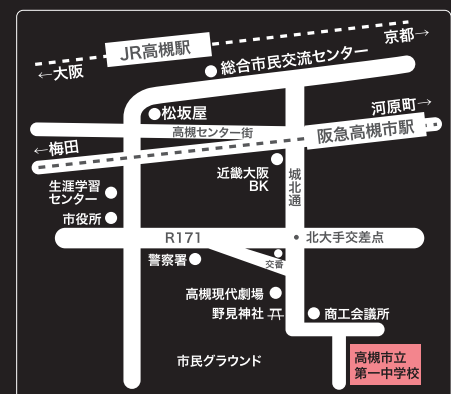 京都→
JR高槻駅
←大阪
総合市民交流センター
河原町→
松坂屋
高槻センター街
阪急高槻市駅
←梅田
近畿大阪
BK
城北通
生涯学習
センター
市役所
R171
北大手交差点
警察署
交番
高槻現代劇場
野見神社
商工会議所
市民グラウンド
高槻市立
第一中学校